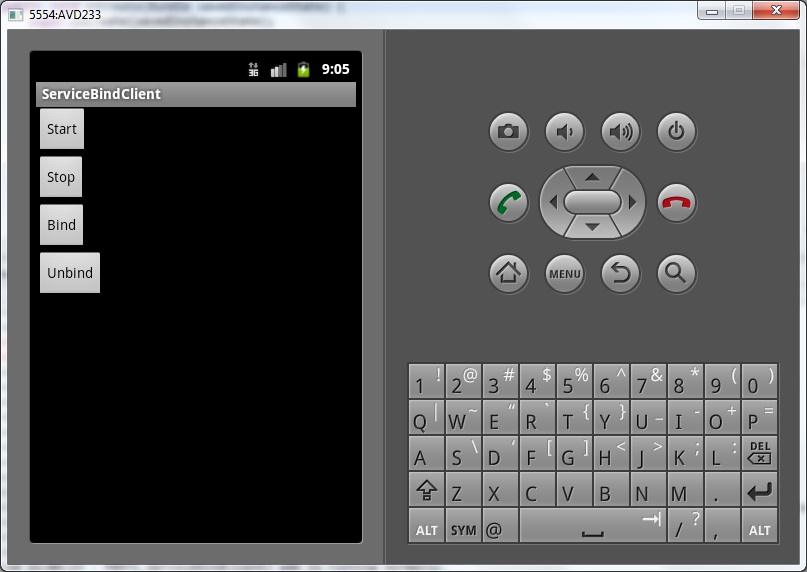 5554:AVD233
3G 9:05
ServiceBindClient
Start
Stop
Bind
Unbind
MENU
1 ! 2 @ 3 # 4 $ 5 % 6 ^ 7 & 8 * 9 ( 0 )
Q | W ~ E “ R ` T { Y } U _ I - O + P =
A S \ D ‘ F [ G ] H < J > K ; L : DEL
Z X C V B N M .
ALT SYM @ / ? , ALT